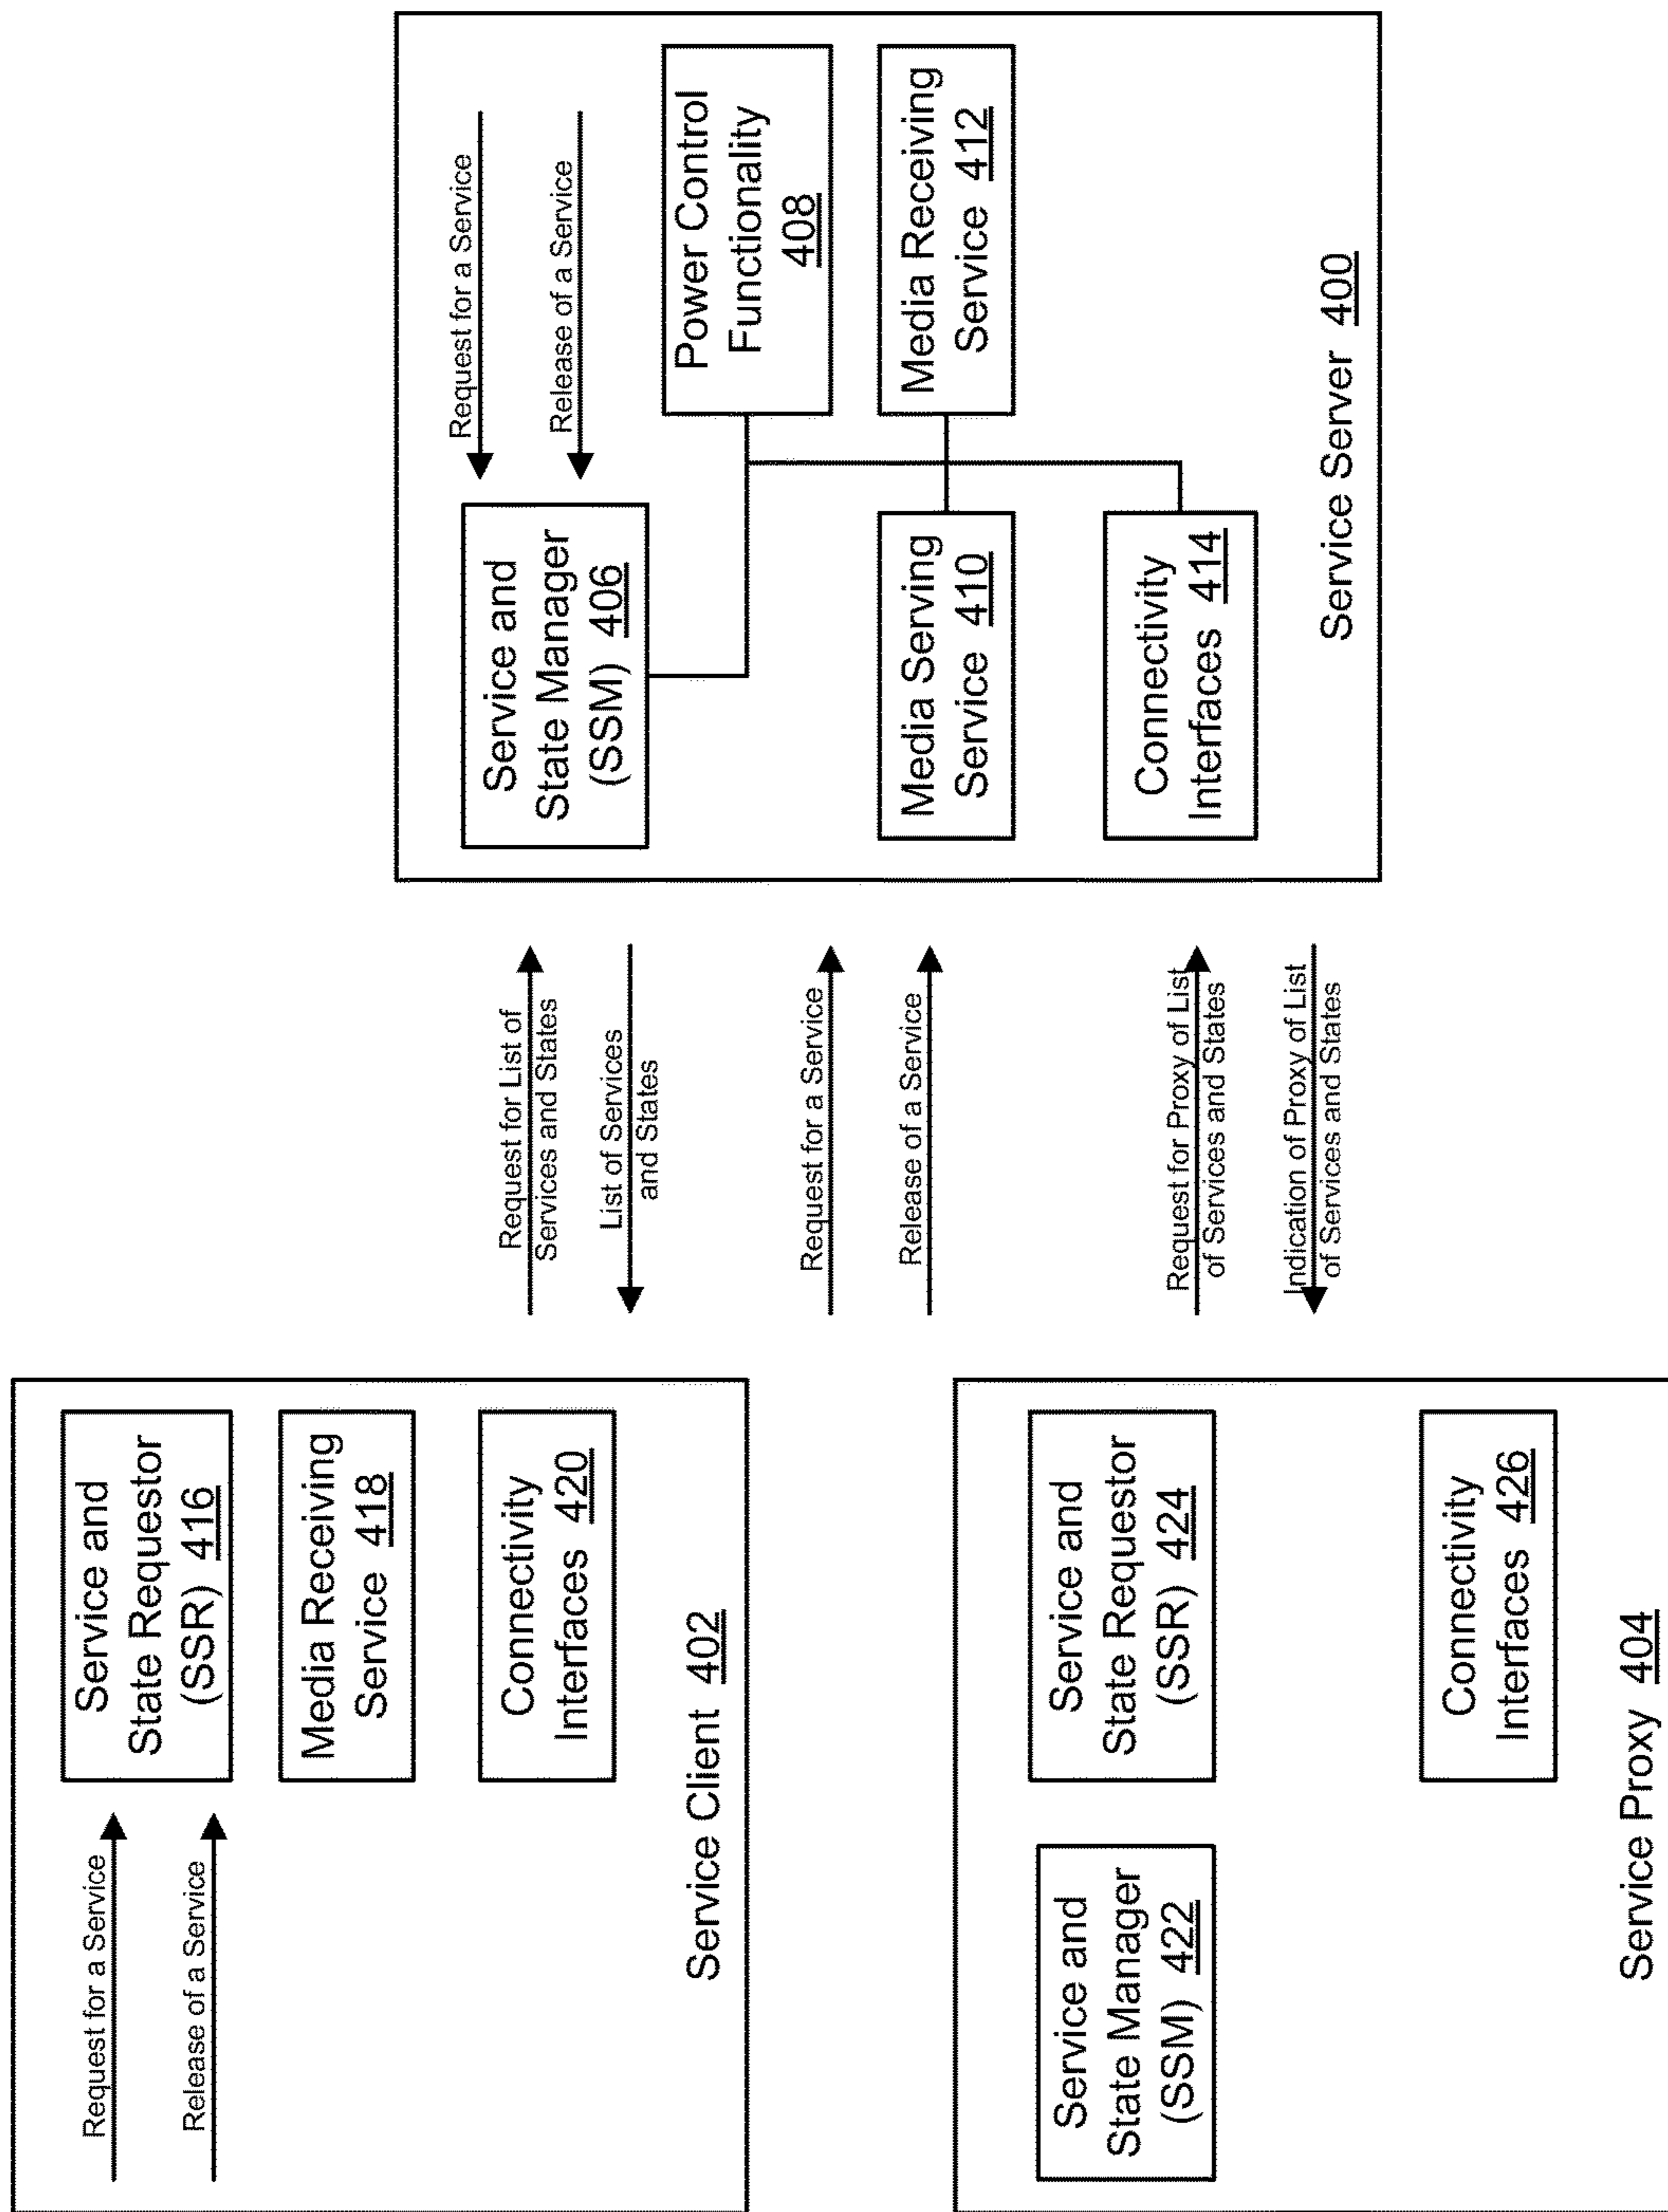 Request for a Service
Release of a Service
Service and
State Requestor
(SSR) 416
Media Receiving
Service 418
Connectivity
Interfaces 420
Service Client 402
Request for List of
Services and States
List of Services
and States
Request for a Service
Release of a Service
Request for Proxy of List
of Services and States
Indication of Proxy of List
of Services and States
Service and
State Manager
(SSM) 406
Request for a Service
Release of a Service
Power Control
Functionality
408
Media Serving
Service 410
Media Receiving
Service 412
Connectivity
Interfaces 414
Service Server 400
Service and
State Manager
(SSM) 422
Service and
State Requestor
(SSR) 424
Connectivity
Interfaces 426
Service Proxy 404